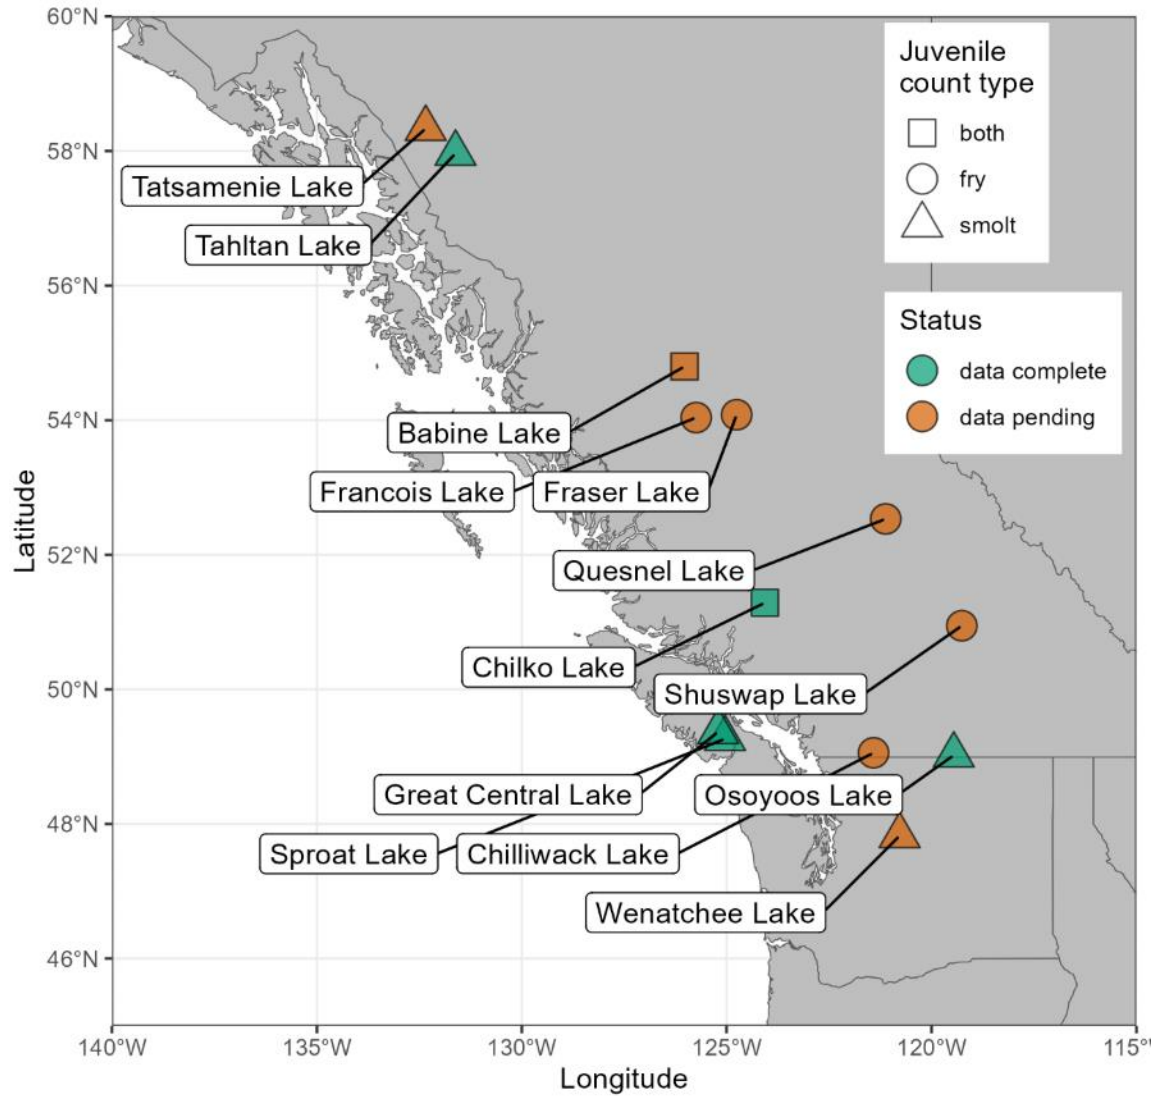 60°N
58°N
56°N
54°N
52°N
50°N
48°N
46°N
Latitude
Juvenile
count type
both
fry
smolt
Status
data complete
data pending
Tatsamenie Lake
Tahltan Lake
Babine Lake
Francois Lake
Fraser Lake
Quesnel Lake
Chilko Lake
Shuswap Lake
Great Central Lake
Osoyoos Lake
Sproat Lake
Chilliwack Lake
Wenatchee Lake
140°W
135°W
130°W
125°W
120°W
115°W
Longitude